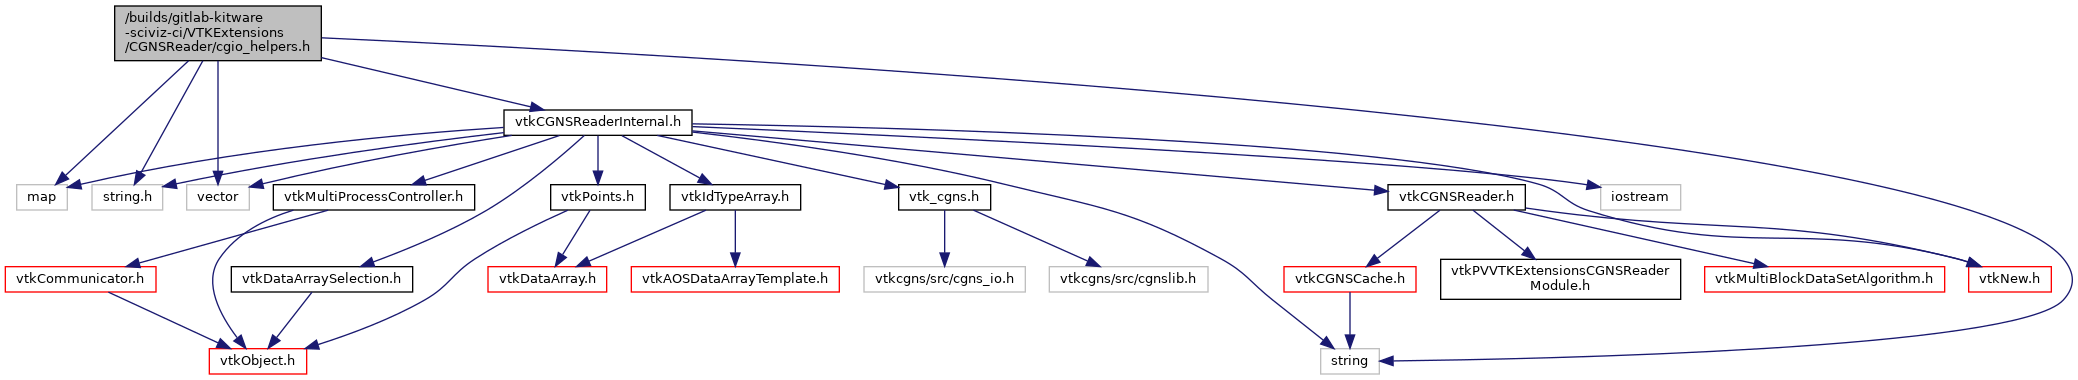 /builds/gitlab-kitware
-sciviz-ci/VTKExtensions
/CGNSReader/cgio_helpers.h
vtkCGNSReaderInternal.h
map
string.h
vector
vtkMultiProcessController.h
vtkPoints.h
vtkIdTypeArray.h
vtk_cgns.h
vtkCGNSReader.h
iostream
vtkCommunicator.h
vtkDataArraySelection.h
vtkDataArray.h
vtkAOSDataArrayTemplate.h
vtkcgns/src/cgns_io.h
vtkcgns/src/cgnslib.h
vtkCGNSCache.h
vtkPVVTKExtensionsCGNSReader
Module.h
vtkMultiBlockDataSetAlgorithm.h
vtkNew.h
vtkObject.h
string